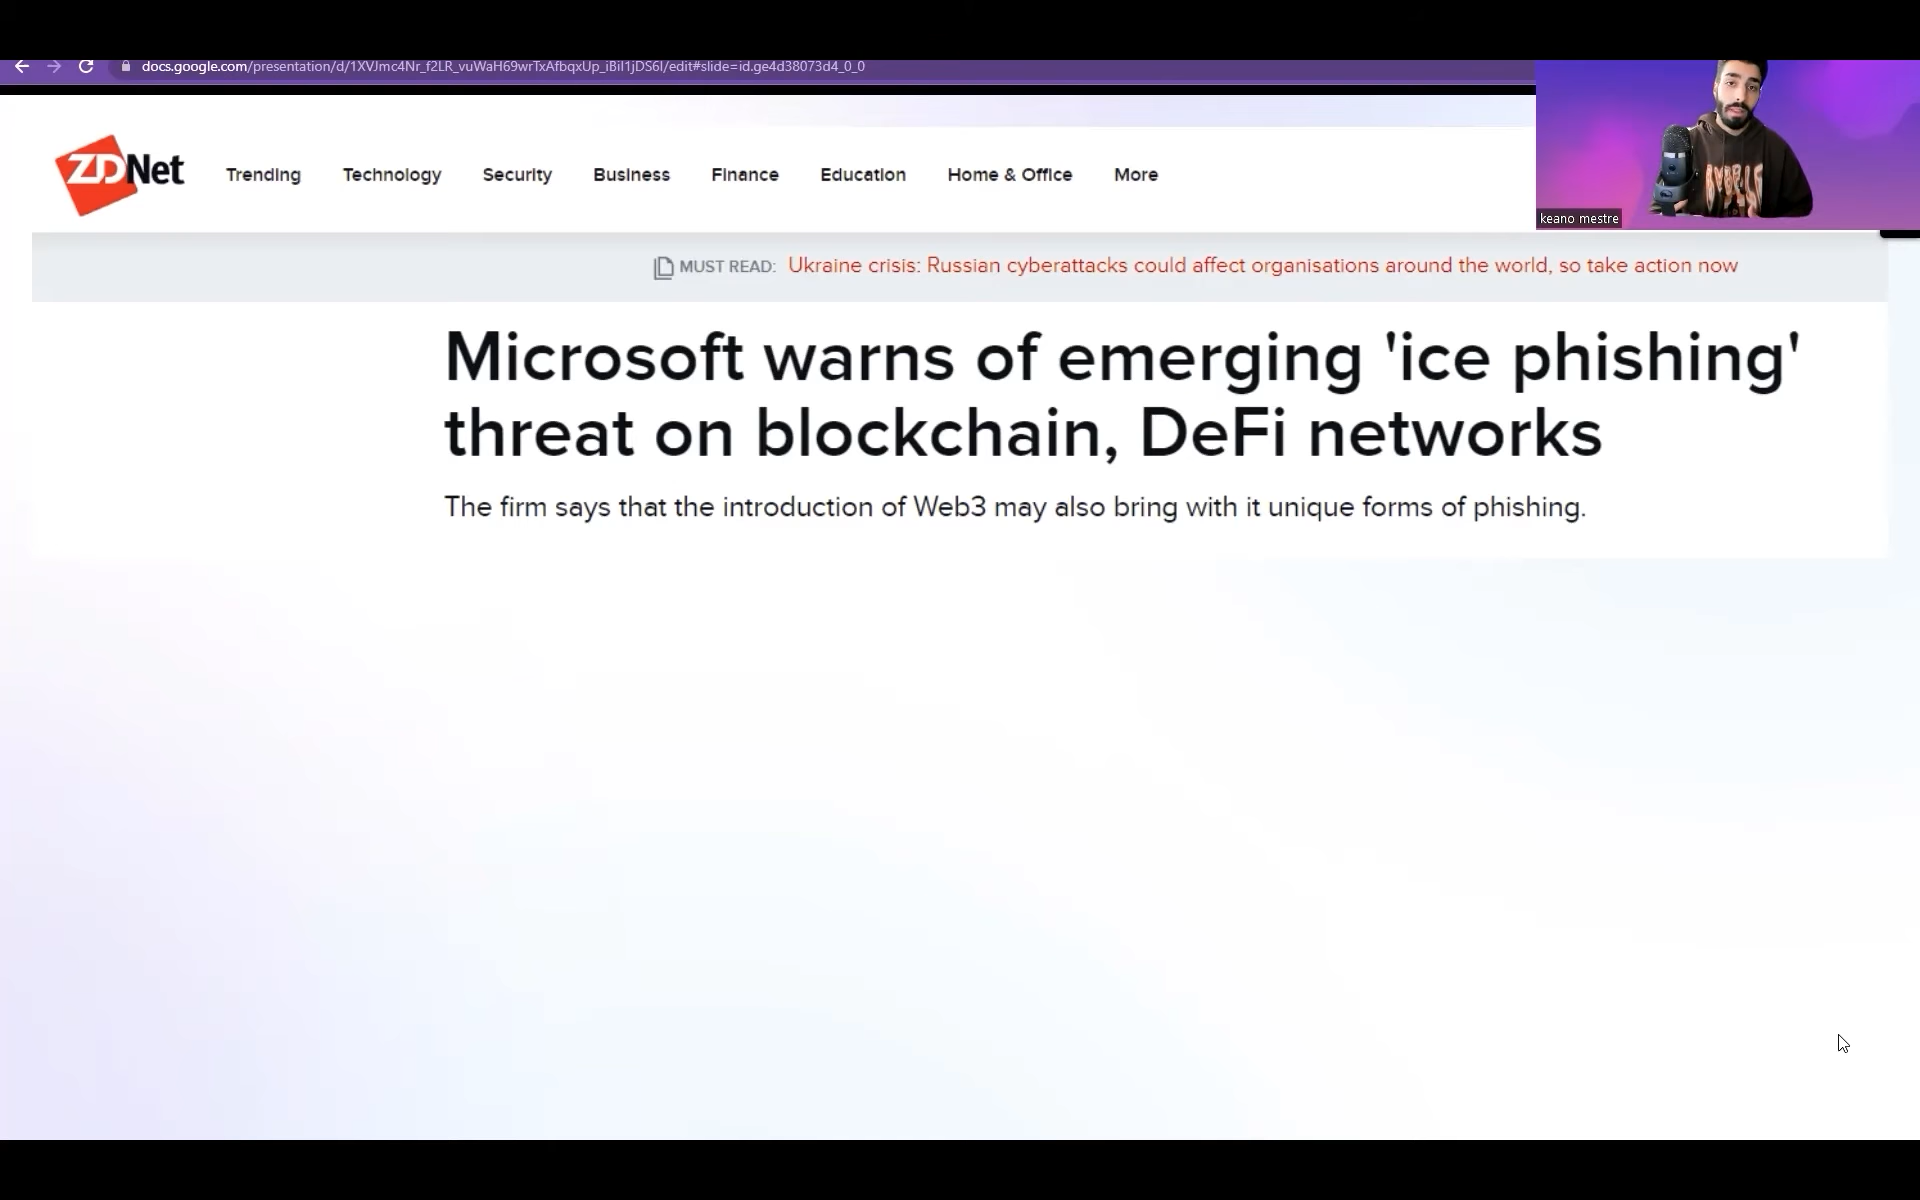 docs.google.com/presentation/d/1XVJmc4Nr_f2LR_vuWaH69wrTxAfbqxUp_iBil1jDS6I/edit#slide=id.ge4d38073d4_0_0
ZDNet Trending Technology Security Business Finance Education Home & Office More
keano mestre
MUST READ: Ukraine crisis: Russian cyberattacks could affect organisations around the world, so take action now
Microsoft warns of emerging 'ice phishing'
threat on blockchain, DeFi networks
The firm says that the introduction of Web3 may also bring with it unique forms of phishing.